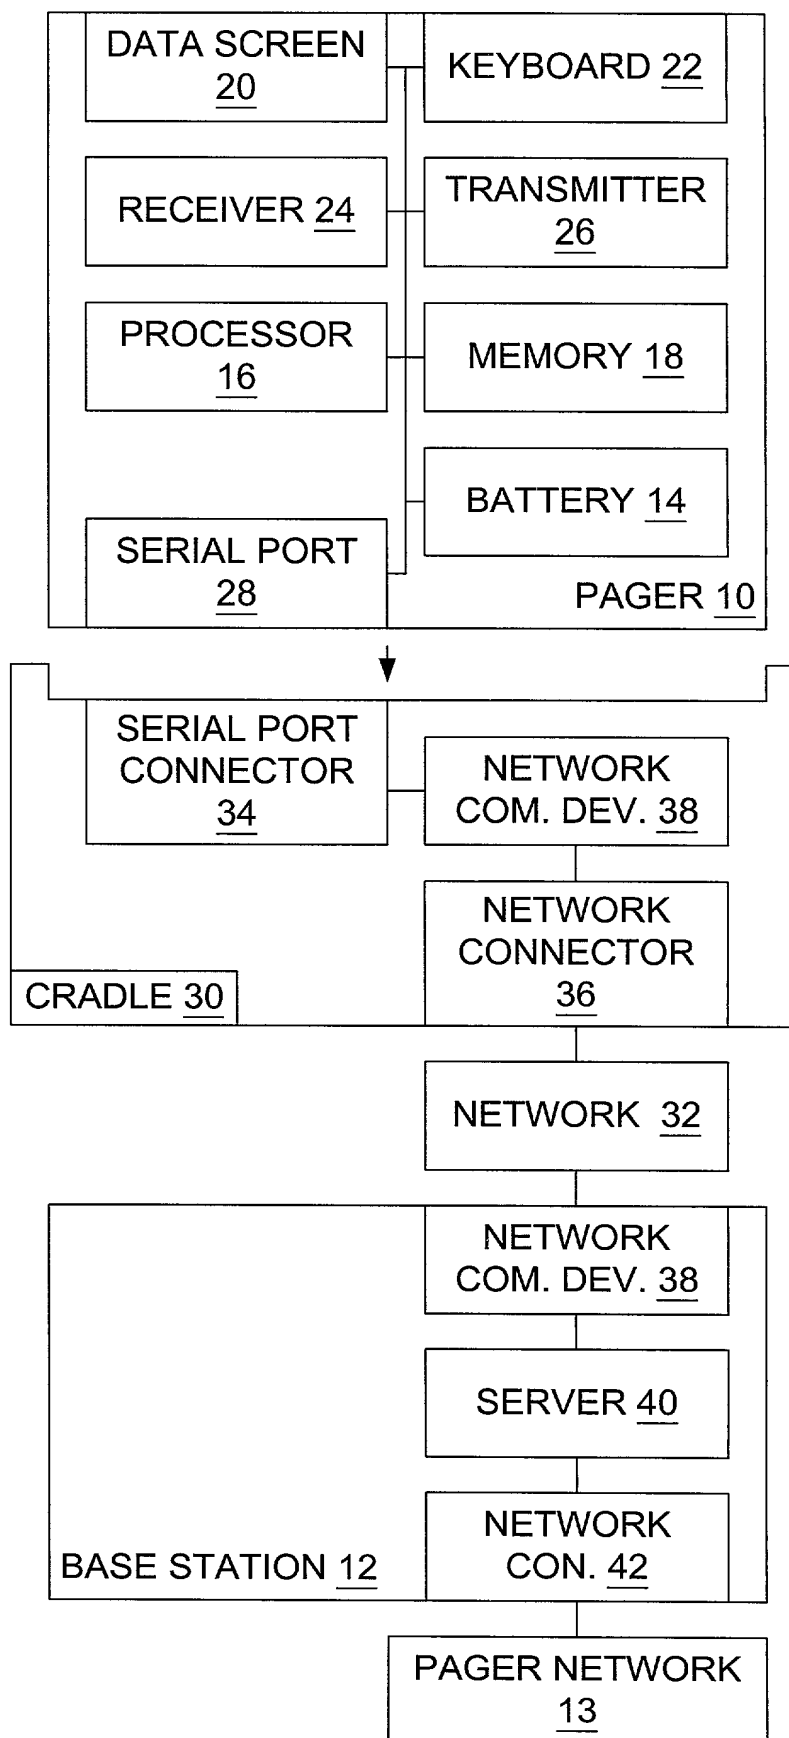 DATA SCREEN
20
KEYBOARD 22
RECEIVER 24
TRANSMITTER
26
PROCESSOR
16
MEMORY 18
BATTERY 14
SERIAL PORT
28
PAGER 10
SERIAL PORT
CONNECTOR
34
NETWORK
COM. DEV. 38
NETWORK
CONNECTOR
36
CRADLE 30
NETWORK 32
NETWORK
COM. DEV. 38
SERVER 40
NETWORK
CON. 42
BASE STATION 12
PAGER NETWORK
13